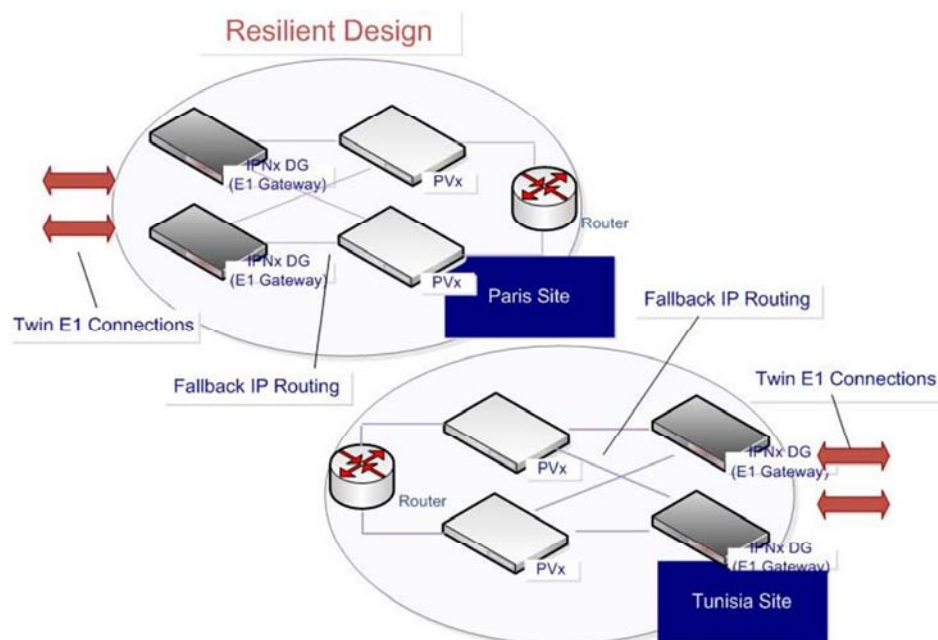 Resilient Design
IPNx DG
(E1 Gateway)
PVx
Router
IPNx DG
(E1 Gateway)
PVx
Paris Site
Twin E1 Connections
Fallback IP Routing
Fallback IP Routing
Twin E1 Connections
PVx
IPNx DG
(E1 Gateway)
Router
PVx
IPNx DG
(E1 Gateway)
Tunisia Site